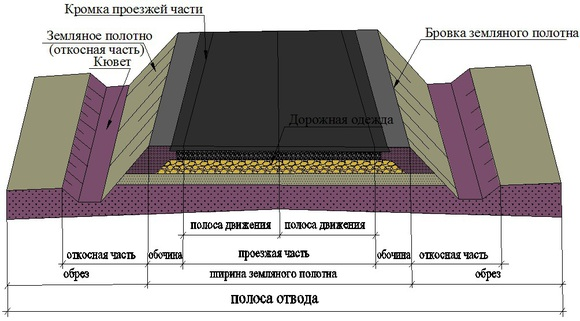 Кромка проезжей части
Земляное полотно
(откосная часть)
Кювет
Бровка земляного полотна
Дорожная одежда
полоса движения полоса движения
откосная часть обочина проезжая часть обочина откосная часть
обрез ширина земляного полотна обрез
полоса отвода